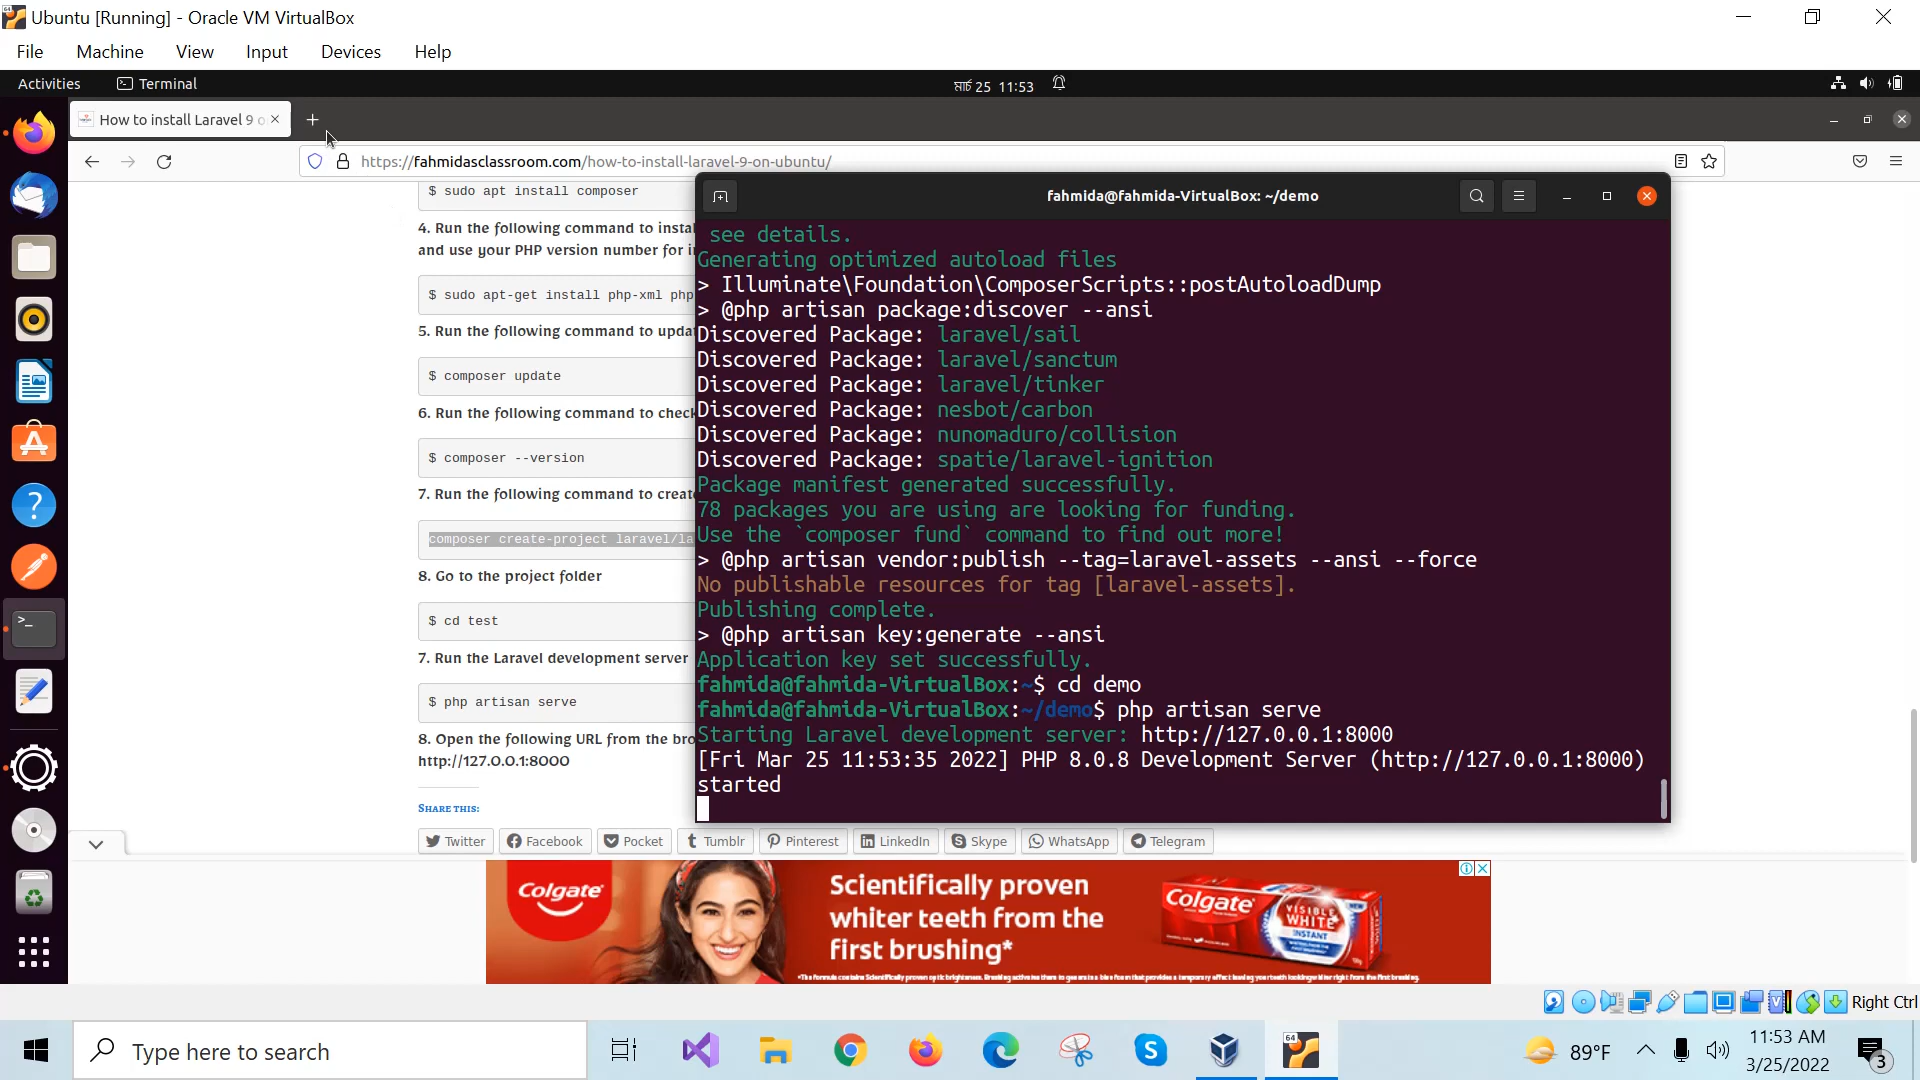 Ubuntu [Running] - Oracle VM VirtualBox
File Machine View Input Devices Help
Activities Terminal মার্চ 25 11:53
How to install Laravel 9 o
https://fahmidasclassroom.com/how-to-install-laravel-9-on-ubuntu/
$ sudo apt install composer
4. Run the following command to instal
and use your PHP version number for i
$ sudo apt-get install php-xml php
5. Run the following command to upda
$ composer update
6. Run the following command to check
$ composer --version
7. Run the following command to creat
composer create-project laravel/la
8. Go to the project folder
$ cd test
7. Run the Laravel development server
$ php artisan serve
8. Open the following URL from the bro
http://127.0.0.1:8000
SHARE THIS:
Twitter Facebook Pocket Tumblr Pinterest LinkedIn Skype WhatsApp Telegram
fahmida@fahmida-VirtualBox: ~/demo
see details.
Generating optimized autoload files
> Illuminate\Foundation\ComposerScripts::postAutoloadDump
> @php artisan package:discover --ansi
Discovered Package: laravel/sail
Discovered Package: laravel/sanctum
Discovered Package: laravel/tinker
Discovered Package: nesbot/carbon
Discovered Package: nunomaduro/collision
Discovered Package: spatie/laravel-ignition
Package manifest generated successfully.
78 packages you are using are looking for funding.
Use the `composer fund` command to find out more!
> @php artisan vendor:publish --tag=laravel-assets --ansi --force
No publishable resources for tag [laravel-assets].
Publishing complete.
> @php artisan key:generate --ansi
Application key set successfully.
fahmida@fahmida-VirtualBox:~$ cd demo
fahmida@fahmida-VirtualBox:~/demo$ php artisan serve
Starting Laravel development server: http://127.0.0.1:8000
[Fri Mar 25 11:53:35 2022] PHP 8.0.8 Development Server (http://127.0.0.1:8000)
started
Colgate
Scientifically proven
whiter teeth from the
first brushing*
Colgate
VISIBLE
WHITE
INSTANT
Right Ctrl
Type here to search
64
89°F
11:53 AM
3/25/2022
3